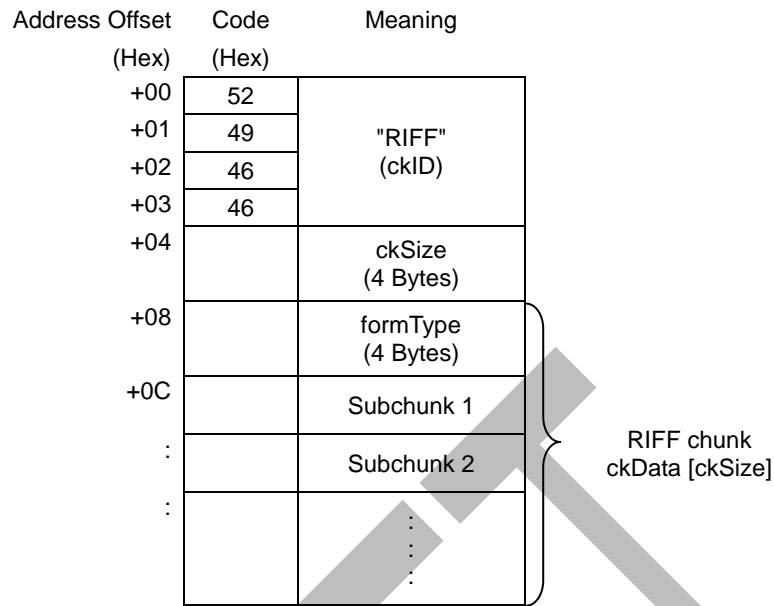 Address Offset Code Meaning
(Hex) (Hex)
+00 52
+01 49 "RIFF"
+02 46 (ckID)
+03 46
+04 ckSize
(4 Bytes)
+08 formType
(4 Bytes)
+0C Subchunk 1
: Subchunk 2
RIFF chunk
ckData [ckSize]
: :
:
: